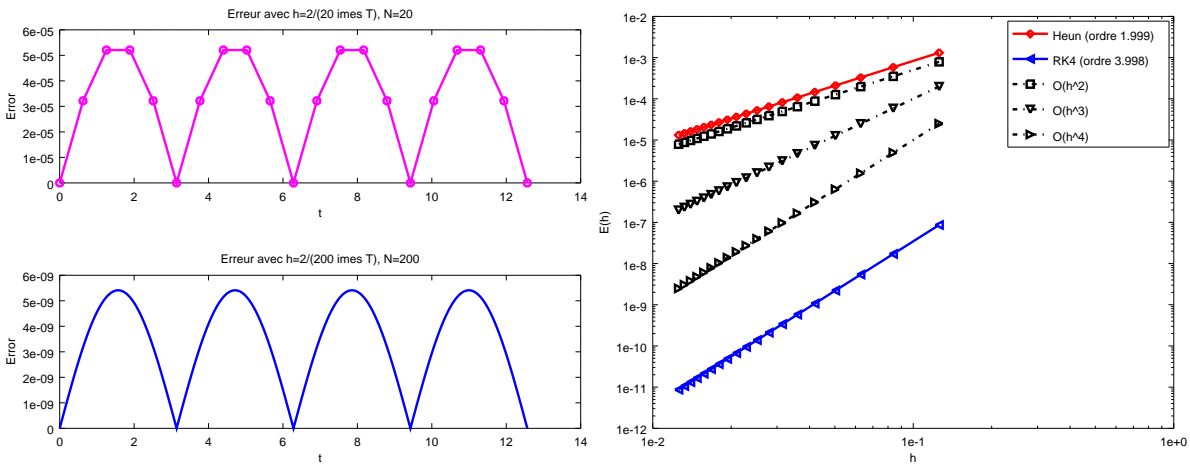 Erreur avec h=2/(20 imes T), N=20
6e-05
5e-05
4e-05
3e-05
2e-05
1e-05
0
Error
0 2 4 6 8 10 12 14
t
Erreur avec h=2/(200 imes T), N=200
6e-09
5e-09
4e-09
3e-09
2e-09
1e-09
0
Error
0 2 4 6 8 10 12 14
t
1e-2
1e-3
1e-4
1e-5
1e-6
1e-7
1e-8
1e-9
1e-10
1e-11
1e-12
E(h)
1e-2 1e-1 1e+0
h
Heun (ordre 1.999)
RK4 (ordre 3.998)
O(h^2)
O(h^3)
O(h^4)